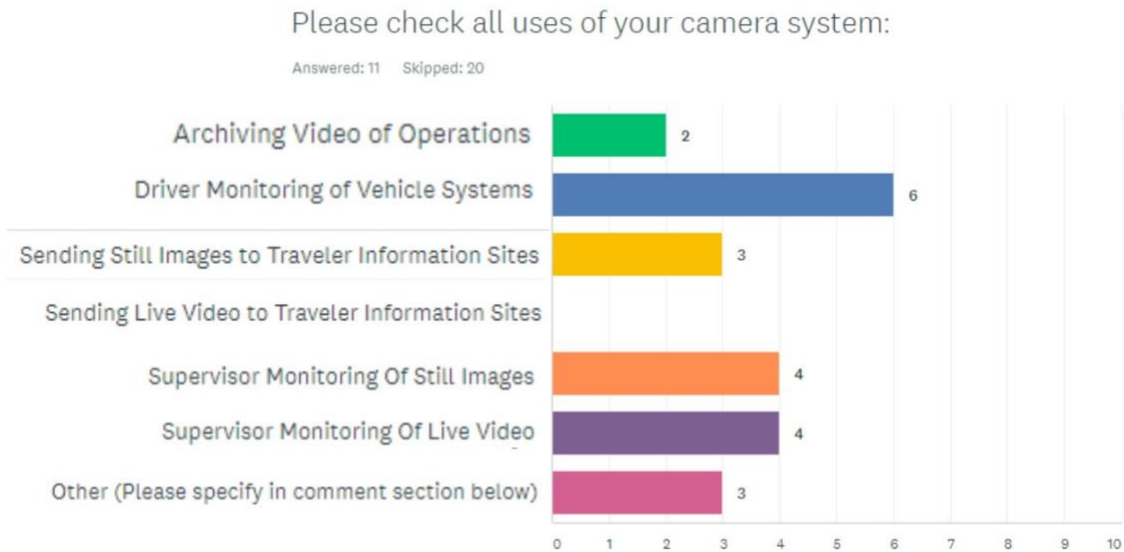 Please check all uses of your camera system:
Answered: 11 Skipped: 20
Archiving Video of Operations 2
Driver Monitoring of Vehicle Systems 6
Sending Still Images to Traveler Information Sites 3
Sending Live Video to Traveler Information Sites
Supervisor Monitoring Of Still Images 4
Supervisor Monitoring Of Live Video 4
Other (Please specify in comment section below) 3
0 1 2 3 4 5 6 7 8 9 10